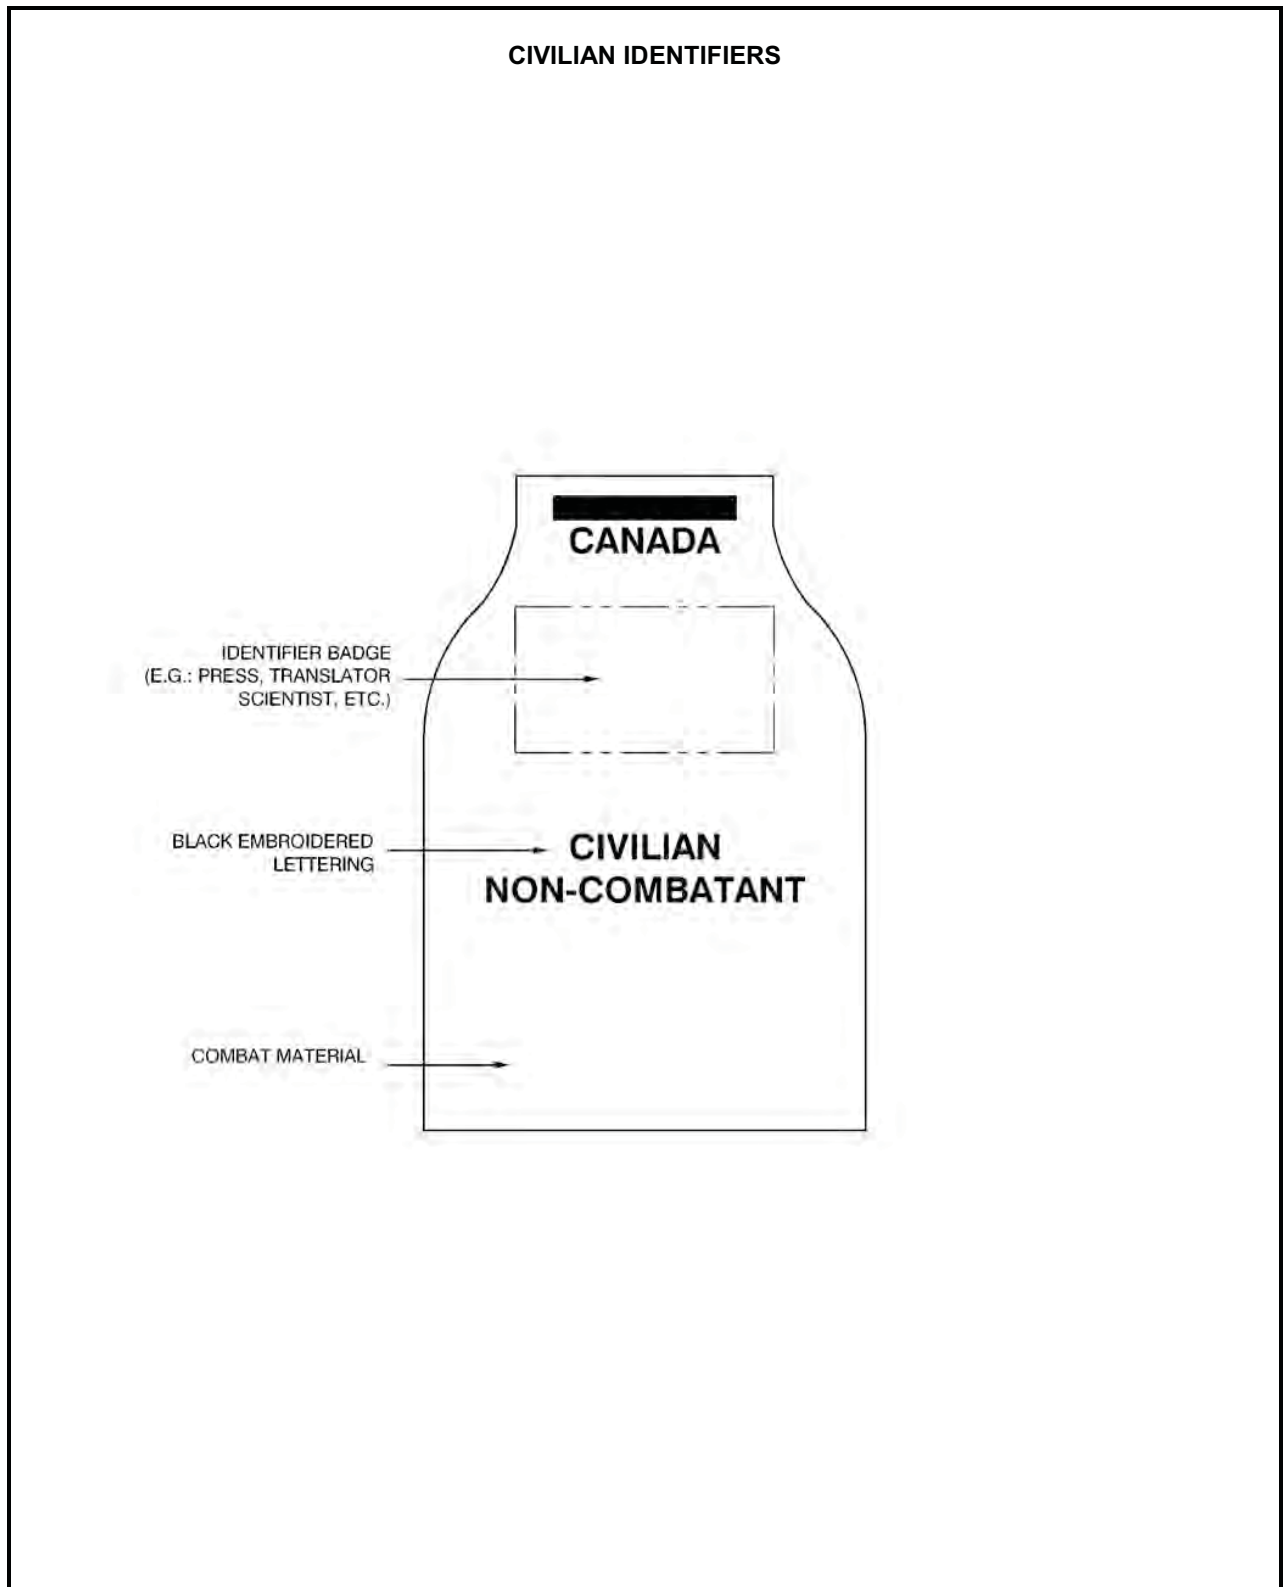 CIVILIAN IDENTIFIERS
CANADA
IDENTIFIER BADGE
(E.G.: PRESS, TRANSLATOR
SCIENTIST, ETC.)
BLACK EMBROIDERED
LETTERING
CIVILIAN
NON-COMBATANT
COMBAT MATERIAL